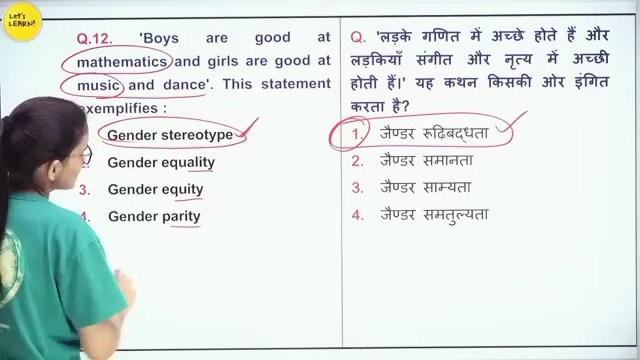 Let's
LEARN!
Q.12. 'Boys are good at
mathematics and girls are good at
music and dance'. This statement
exemplifies :
Gender stereotype
2. Gender equality
3. Gender equity
4. Gender parity
Q. 'लड़के गणित में अच्छे होते हैं और
लड़कियाँ संगीत और नृत्य में अच्छी
होती हैं।' यह कथन किसकी ओर इंगित
करता है?
1. जैण्डर रूढ़िबद्धता
2. जैण्डर समानता
3. जैण्डर साम्यता
4. जैण्डर समतुल्यता